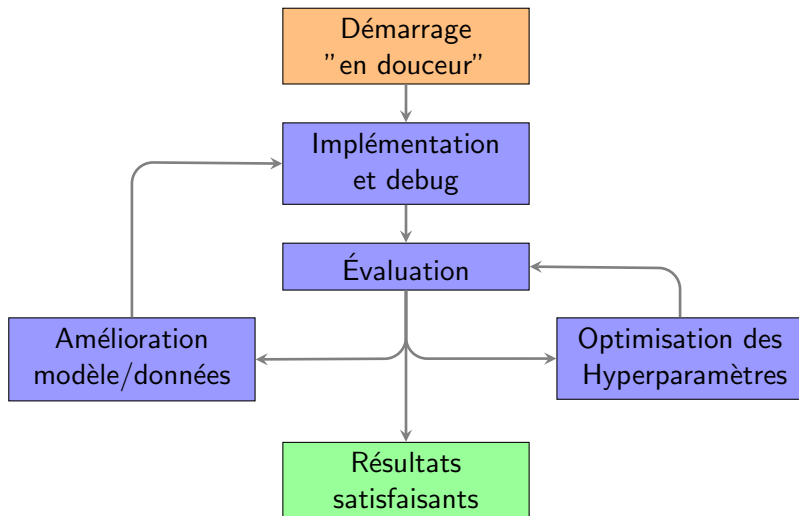 Démarrage
"en douceur"
Implémentation
et debug
Évaluation
Amélioration
modèle/données
Optimisation des
Hyperparamètres
Résultats
satisfaisants